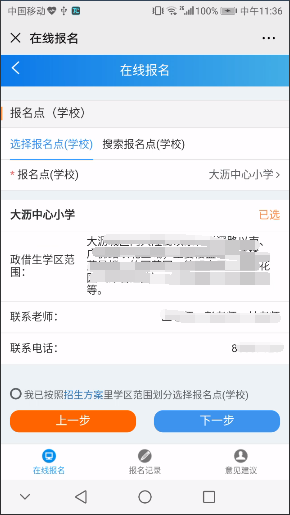 中国移动 100% 中午11:36
× 在线报名 ···
在线报名
报名点（学校）
选择报名点(学校) 搜索报名点(学校)
* 报名点(学校) 大沥中心小学 >
大沥中心小学 已选
政借生学区范围：
等。
联系老师：
联系电话： 8
我已按照招生方案里学区范围划分选择报名点(学校)
上一步 下一步
在线报名 报名记录 意见建议